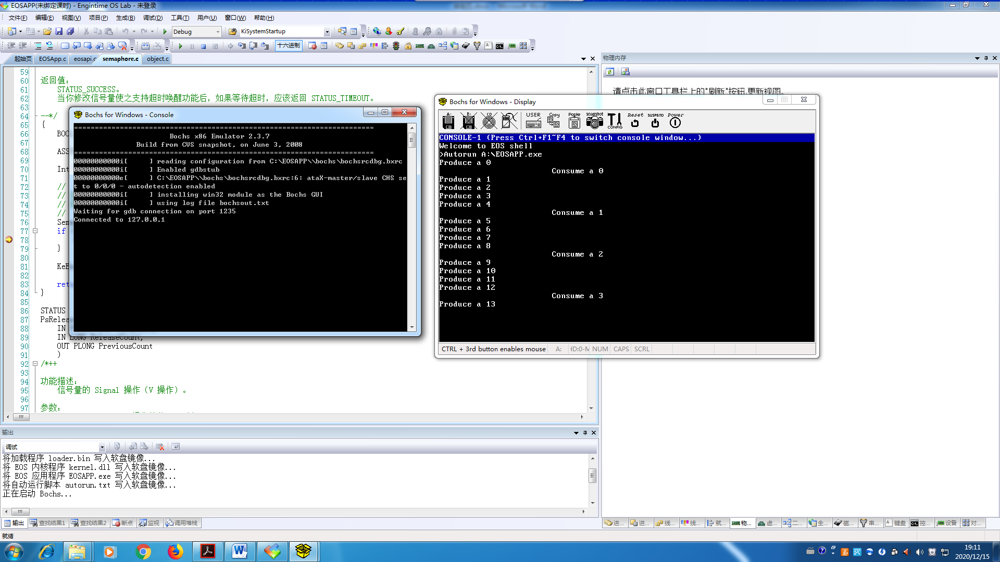 EOSAPP(未绑定课时) - Engintime OS Lab - 未登录
文件(F) 编辑(E) 视图(V) 项目(P) 生成(B) 调试(D) 工具(T) 用户(U) 窗口(W) 帮助(H)
Debug KiSystemStartup
十六进制
起始页 EOSApp.c eosapi.c semaphore.c object.c
59
60 返回值:
61 STATUS_SUCCESS。
62 当你修改信号量使之支持超时唤醒功能后, 如果等待超时, 应该返回 STATUS_TIMEOUT。
63
64 --*/
65 {
66 BOO
67
68 ASS
69
70 Int
71
72 //
73 //
74 //
75 //
76 Sem
77 if
78
79 }
80
81 KeE
82
83 ret
84 }
85
86 STATUS
87 PsRelea
88 IN
89 IN LONG ReleaseCount,
90 OUT PLONG PreviousCount
91 )
92 /*++
93
94 功能描述:
95 信号量的 Signal 操作 (V 操作) 。
96
97 参数:
Bochs for Windows - Console
========================================================================
Bochs x86 Emulator 2.3.7
Build from CVS snapshot, on June 3, 2008
========================================================================
00000000000i[     ] reading configuration from C:\EOSAPP\\bochs\bochsrcdbg.bxrc
00000000000i[     ] Enabled gdbstub
00000000000e[     ] C:\EOSAPP\\bochs\bochsrcdbg.bxrc:6: ataX-master/slave CHS se
t to 0/0/0 - autodetection enabled
00000000000i[     ] installing win32 module as the Bochs GUI
00000000000i[     ] using log file bochsout.txt
Waiting for gdb connection on port 1235
Connected to 127.0.0.1
物理内存
请点击此窗口工具栏上的"刷新"按钮,更新视图。
Bochs for Windows - Display
A: B: CD USER Copy Paste snapshot CONFIG Reset SUSPEND Power
CONSOLE-1 (Press Ctrl+F1~F4 to switch console window...)
Welcome to EOS shell
>Autorun A:\EOSAPP.exe
Produce a 0
Consume a 0
Produce a 1
Produce a 2
Produce a 3
Produce a 4
Consume a 1
Produce a 5
Produce a 6
Produce a 7
Produce a 8
Consume a 2
Produce a 9
Produce a 10
Produce a 11
Produce a 12
Consume a 3
Produce a 13
CTRL + 3rd button enables mouse A: HD:0-M NUM CAPS SCRL
输出
调试
将加载程序 loader.bin 写入软盘镜像...
将 EOS 内核程序 kernel.dll 写入软盘镜像...
将 EOS 应用程序 EOSAPP.exe 写入软盘镜像...
将自动运行脚本 autorun.txt 写入软盘镜像...
正在启动 Bochs...
输出 查找结果1 查找结果2 断点 监视 调用堆栈
进... 进... 线... 线... 就... 物... 虚... 二... 全... 磁... 串... 键盘 控... 设备 对...
就绪
19:11
2020/12/15